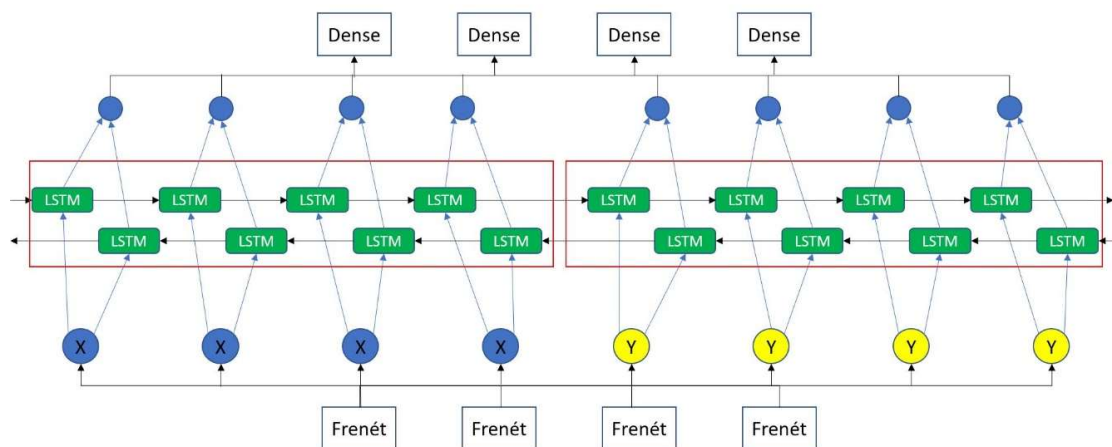 Dense Dense Dense Dense
LSTM LSTM LSTM LSTM LSTM LSTM LSTM LSTM
LSTM LSTM LSTM LSTM LSTM LSTM LSTM LSTM
X X X X Y Y Y Y
Frenét Frenét Frenét Frenét